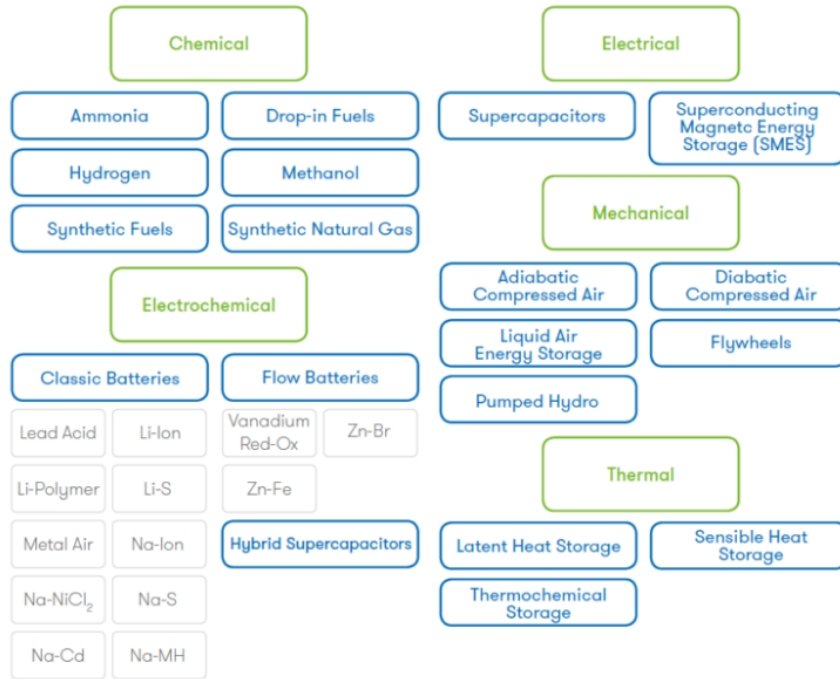 Chemical
Ammonia
Drop-in Fuels
Hydrogen
Methanol
Synthetic Fuels
Synthetic Natural Gas
Electrochemical
Classic Batteries
Flow Batteries
Lead Acid
Li-Ion
Vanadium
Red-Ox
Zn-Br
Li-Polymer
Li-S
Zn-Fe
Metal Air
Na-Ion
Hybrid Supercapacitors
Na-NiCl₂
Na-S
Na-Cd
Na-MH
Electrical
Supercapacitors
Superconducting
Magnetc Energy
Storage (SMES)
Mechanical
Adiabatic
Compressed Air
Diabatic
Compressed Air
Liquid Air
Energy Storage
Flywheels
Pumped Hydro
Thermal
Latent Heat Storage
Sensible Heat
Storage
Thermochemical
Storage